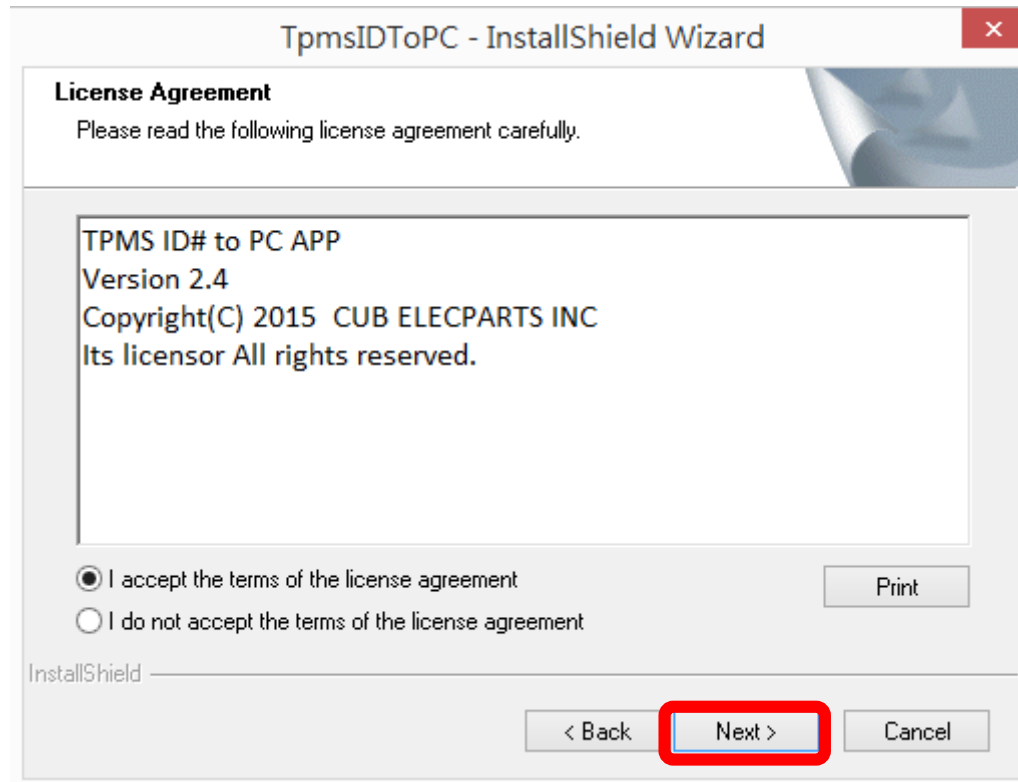 TpmsIDToPC - InstallShield Wizard
License Agreement
Please read the following license agreement carefully.
TPMS ID# to PC APP
Version 2.4
Copyright(C) 2015  CUB ELECPARTS INC
Its licensor All rights reserved.
I accept the terms of the license agreement
Print
I do not accept the terms of the license agreement
InstallShield
< Back
Next >
Cancel